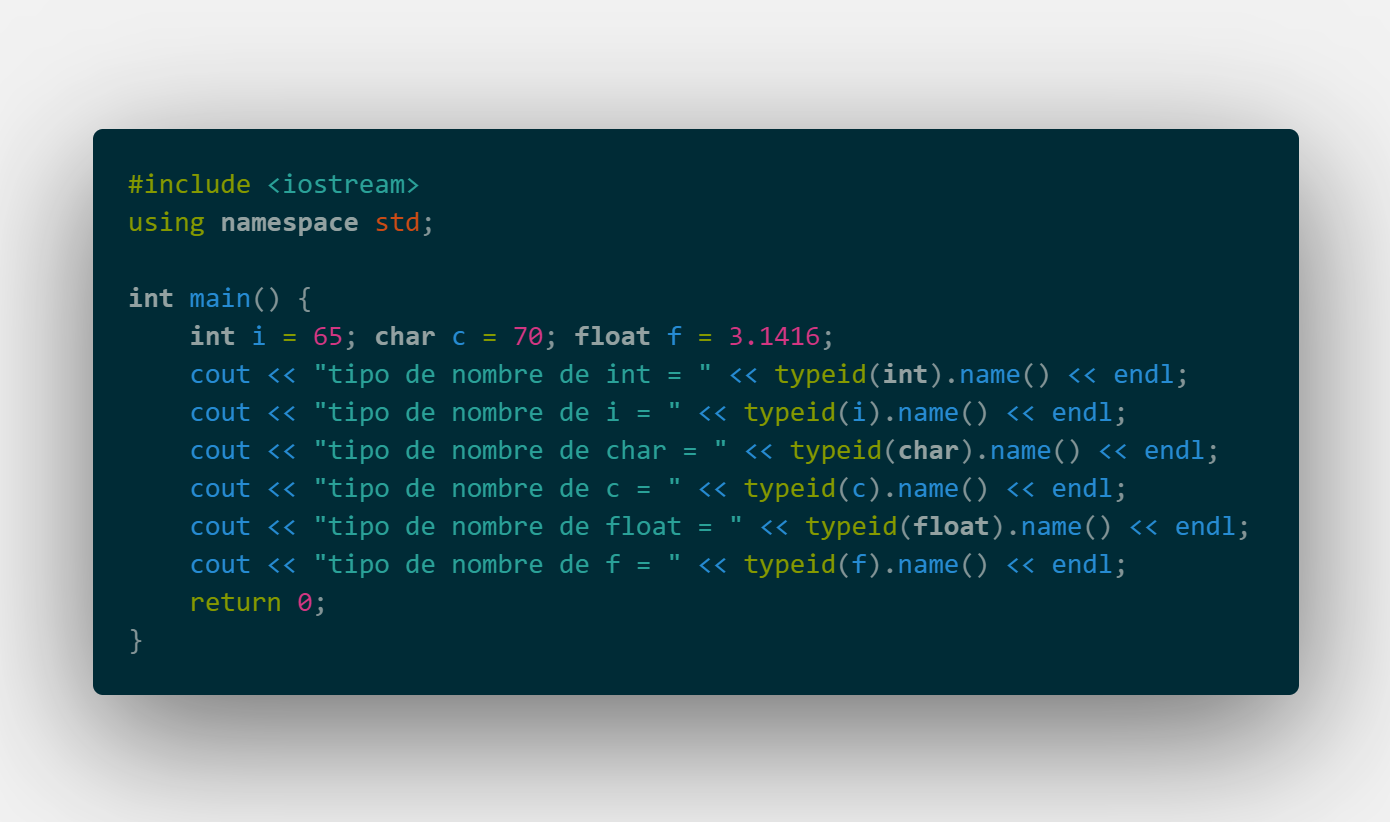 #include <iostream>
using namespace std;

int main() {
    int i = 65; char c = 70; float f = 3.1416;
    cout << "tipo de nombre de int = " << typeid(int).name() << endl;
    cout << "tipo de nombre de i = " << typeid(i).name() << endl;
    cout << "tipo de nombre de char = " << typeid(char).name() << endl;
    cout << "tipo de nombre de c = " << typeid(c).name() << endl;
    cout << "tipo de nombre de float = " << typeid(float).name() << endl;
    cout << "tipo de nombre de f = " << typeid(f).name() << endl;
    return 0;
}